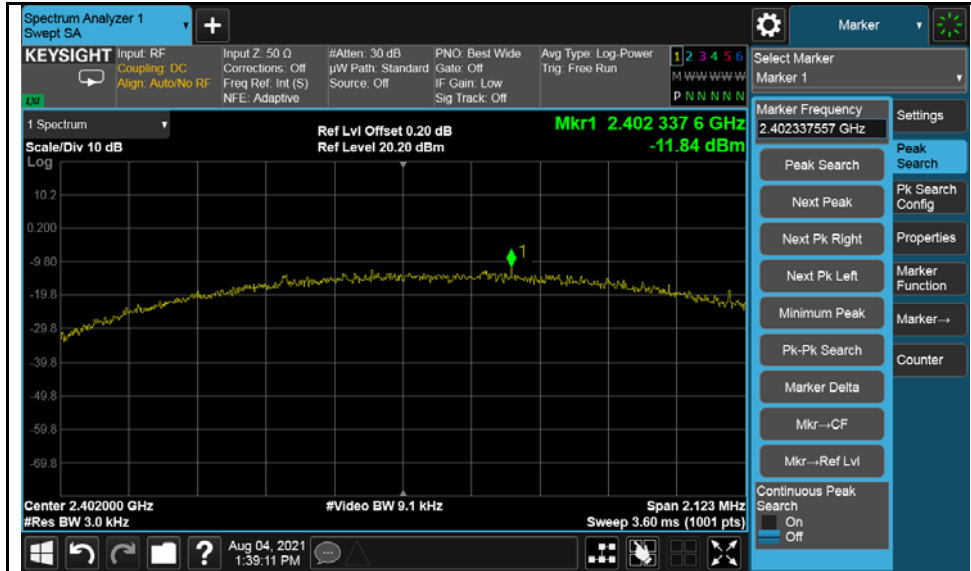 Spectrum Analyzer 1
Swept SA
+
Marker
KEYSIGHT
LXI
Input: RF
Coupling: DC
Align: Auto/No RF
Input Z: 50 Ω
Corrections: Off
Freq Ref: Int (S)
NFE: Adaptive
#Atten: 30 dB
µW Path: Standard
Source: Off
PNO: Best Wide
Gate: Off
IF Gain: Low
Sig Track: Off
Avg Type: Log-Power
Trig: Free Run
1 2 3 4 5 6
M W W W W W
P N N N N N
Select Marker
Marker 1
1 Spectrum
Scale/Div 10 dB
Ref Lvl Offset 0.20 dB
Ref Level 20.20 dBm
Mkr1 2.402 337 6 GHz
-11.84 dBm
Log
10.2
0.200
-9.80
-19.8
-29.8
-39.8
-49.8
-59.8
-69.8
1
Center 2.402000 GHz
#Res BW 3.0 kHz
#Video BW 9.1 kHz
Span 2.123 MHz
Sweep 3.60 ms (1001 pts)
Marker Frequency
2.402337557 GHz
Peak Search
Next Peak
Next Pk Right
Next Pk Left
Minimum Peak
Pk-Pk Search
Marker Delta
Mkr→CF
Mkr→Ref Lvl
Continuous Peak
Search
On
Off
Settings
Peak
Search
Pk Search
Config
Properties
Marker
Function
Marker→
Counter
?
Aug 04, 2021
1:39:11 PM